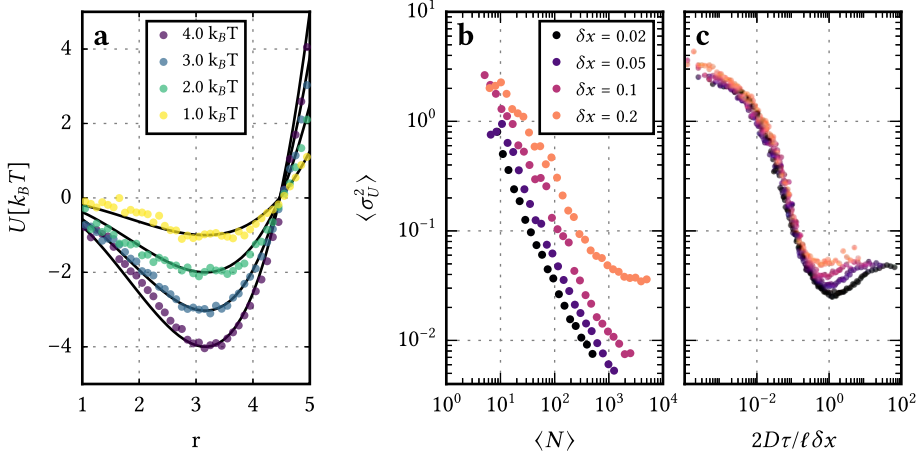 a
4.0 k_BT
3.0 k_BT
2.0 k_BT
1.0 k_BT
4
2
0
−2
−4
U[k_BT]
1
2
3
4
5
r
b
δx = 0.02
δx = 0.05
δx = 0.1
δx = 0.2
10^1
10^0
10^−1
10^−2
⟨σ_U^2⟩
10^0
10^1
10^2
10^3
10^4
⟨N⟩
c
10^−2
10^0
10^2
2Dτ/ℓδx